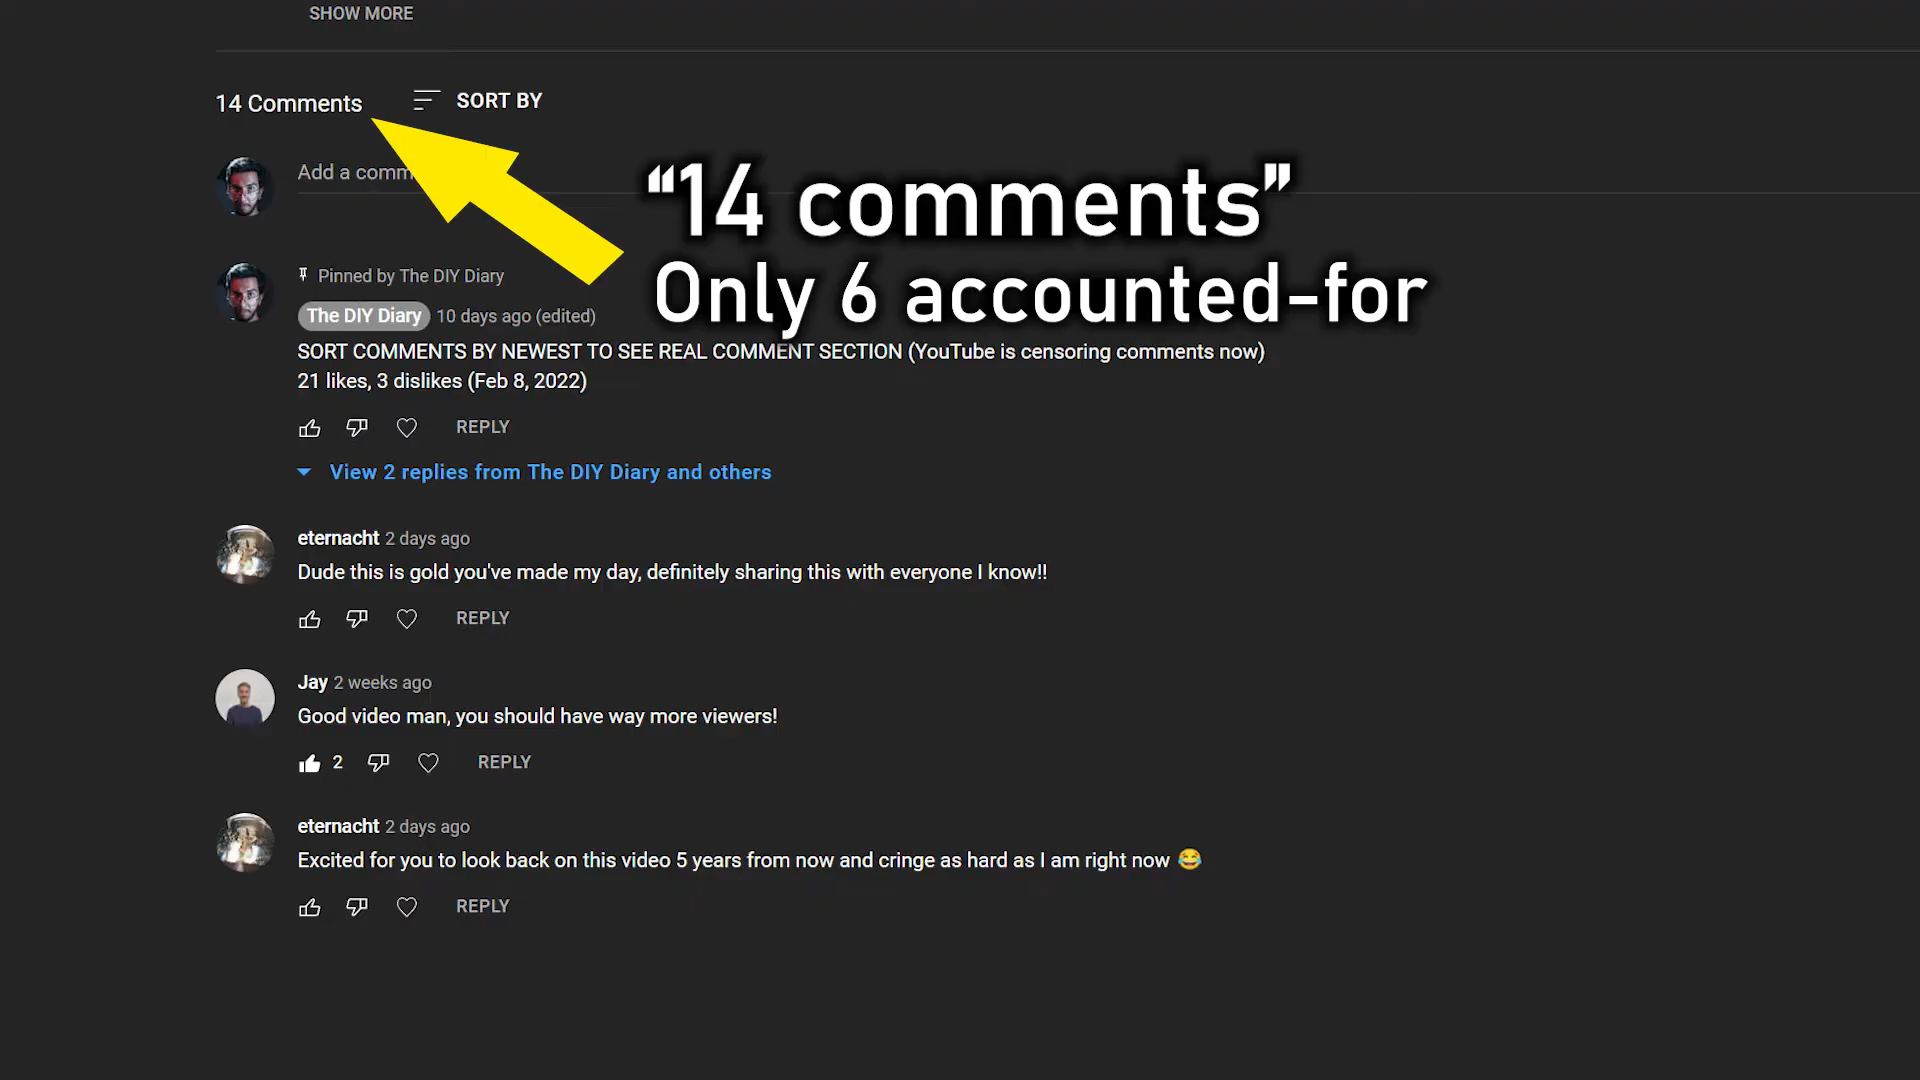 SHOW MORE
14 Comments
SORT BY
Add a comm
“14 comments”
Only 6 accounted-for
Pinned by The DIY Diary
The DIY Diary 10 days ago (edited)
SORT COMMENTS BY NEWEST TO SEE REAL COMMENT SECTION (YouTube is censoring comments now)
21 likes, 3 dislikes (Feb 8, 2022)
REPLY
View 2 replies from The DIY Diary and others
eternacht 2 days ago
Dude this is gold you've made my day, definitely sharing this with everyone I know!!
REPLY
Jay 2 weeks ago
Good video man, you should have way more viewers!
2 REPLY
eternacht 2 days ago
Excited for you to look back on this video 5 years from now and cringe as hard as I am right now 😂
REPLY